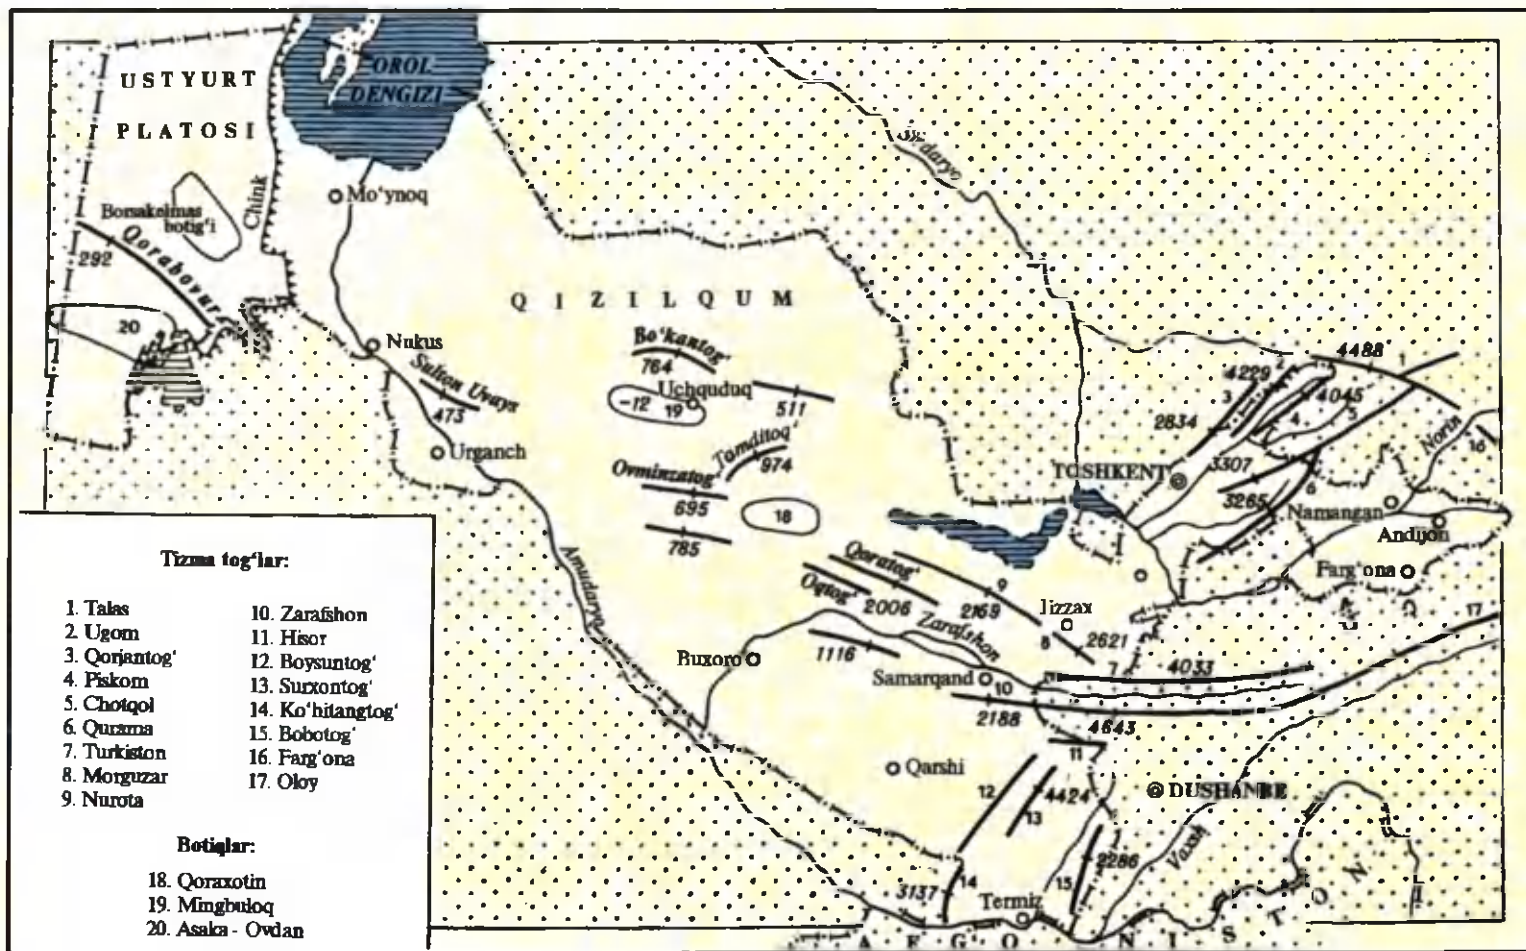 USTYURT
PLATOSI
OROL
DENGIZI
Chink
Mo‘ynoq
Borsakelmas
botig‘i
Qorabovur
292
20
Sirdaryo
QIZILQUM
Nukus
Sulton Uvays
473
Urganch
Bo‘kantog‘
764
Uchquduq
-12
19
511
Tamditog‘
974
Ovminzatog‘
695
18
785
4488
1
4229
2
3
4045
4
5
2834
TOSHKENT
3307
3265
6
Norin
16
Namangan
Andijon
Farg‘ona
17
Amudaryo
Qoratog‘
Oqtog‘
2006
9
2169
Jizzax
8
2621
7
4033
Zarafshon
Buxoro
1116
Samarqand
10
2188
4643
11
Qarshi
12
4424
13
DUSHANBE
Vaxsh
2286
15
3137
14
Termiz
AFGONISTON
Tizma tog‘lar:
1. Talas
2. Ugom
3. Qorjantog‘
4. Piskom
5. Chotqol
6. Qurama
7. Turkiston
8. Morguzar
9. Nurota
10. Zarafshon
11. Hisor
12. Boysuntog‘
13. Surxontog‘
14. Ko‘hitangtog‘
15. Bobotog‘
16. Farg‘ona
17. Oloy
Botiqlar:
18. Qoraxotin
19. Mingbuloq
20. Asaka - Ovdan